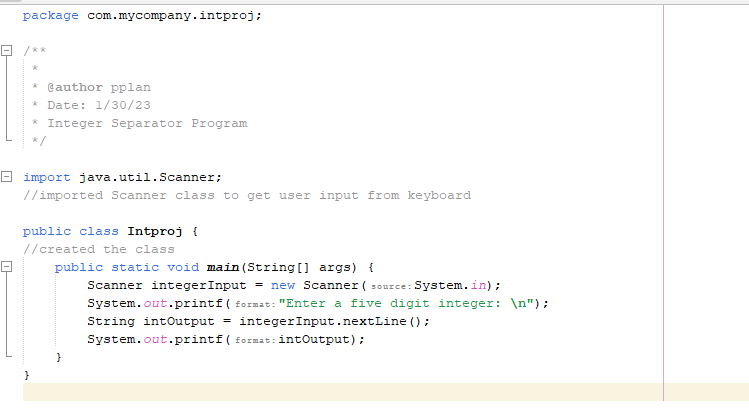 package com.mycompany.intproj;
/**
*
* @author pplan
* Date: 1/30/23
* Integer Separator Program
*/
import java.util.Scanner;
//imported Scanner class to get user input from keyboard
public class Intproj {
//created the class
public static void main(String[] args) {
Scanner integerInput = new Scanner( source: System.in);
System.out.printf( format: "Enter a five digit integer: \n");
String intOutput = integerInput.nextLine();
System.out.printf( format: intOutput);
}
}